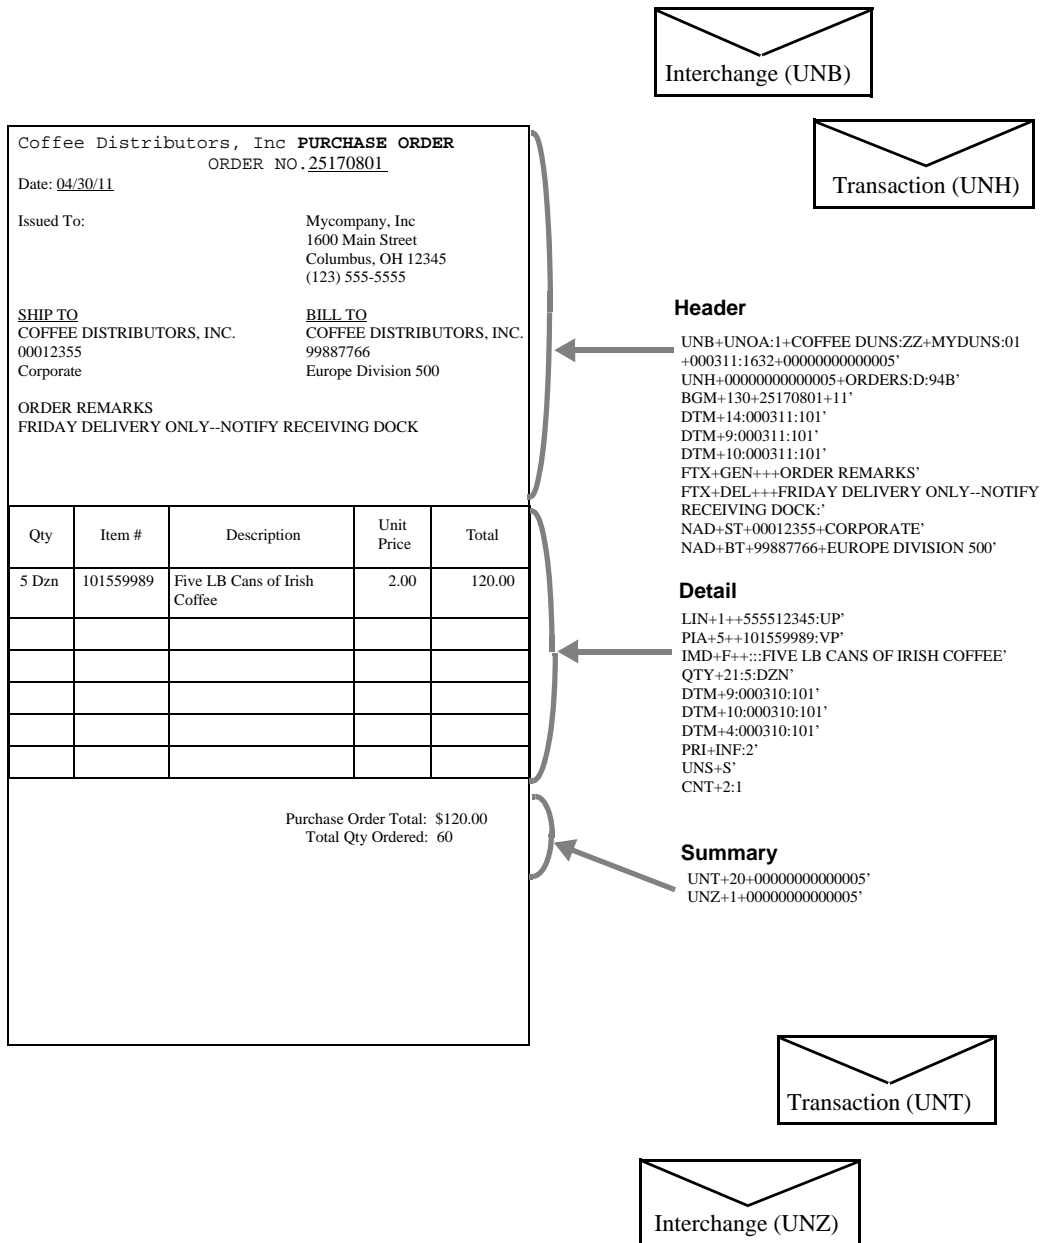 Interchange (UNB)
Transaction (UNH)
Coffee Distributors, Inc PURCHASE ORDER
ORDER NO.25170801
Date: 04/30/11
Issued To:
Mycompany, Inc
1600 Main Street
Columbus, OH 12345
(123) 555-5555
SHIP TO
COFFEE DISTRIBUTORS, INC.
00012355
Corporate
BILL TO
COFFEE DISTRIBUTORS, INC.
99887766
Europe Division 500
ORDER REMARKS
FRIDAY DELIVERY ONLY--NOTIFY RECEIVING DOCK
Qty Item # Description Unit Price Total
5 Dzn 101559989 Five LB Cans of Irish Coffee 2.00 120.00
Purchase Order Total: $120.00
Total Qty Ordered: 60
Header
UNB+UNOA:1+COFFEE DUNS:ZZ+MYDUNS:01
+000311:1632+00000000000005’
UNH+00000000000005+ORDERS:D:94B’
BGM+130+25170801+11’
DTM+14:000311:101’
DTM+9:000311:101’
DTM+10:000311:101’
FTX+GEN+++ORDER REMARKS’
FTX+DEL+++FRIDAY DELIVERY ONLY--NOTIFY
RECEIVING DOCK:’
NAD+ST+00012355+CORPORATE’
NAD+BT+99887766+EUROPE DIVISION 500’
Detail
LIN+1++555512345:UP’
PIA+5++101559989:VP’
IMD+F++:::FIVE LB CANS OF IRISH COFFEE’
QTY+21:5:DZN’
DTM+9:000310:101’
DTM+10:000310:101’
DTM+4:000310:101’
PRI+INF:2’
UNS+S’
CNT+2:1
Summary
UNT+20+00000000000005’
UNZ+1+00000000000005’
Transaction (UNT)
Interchange (UNZ)